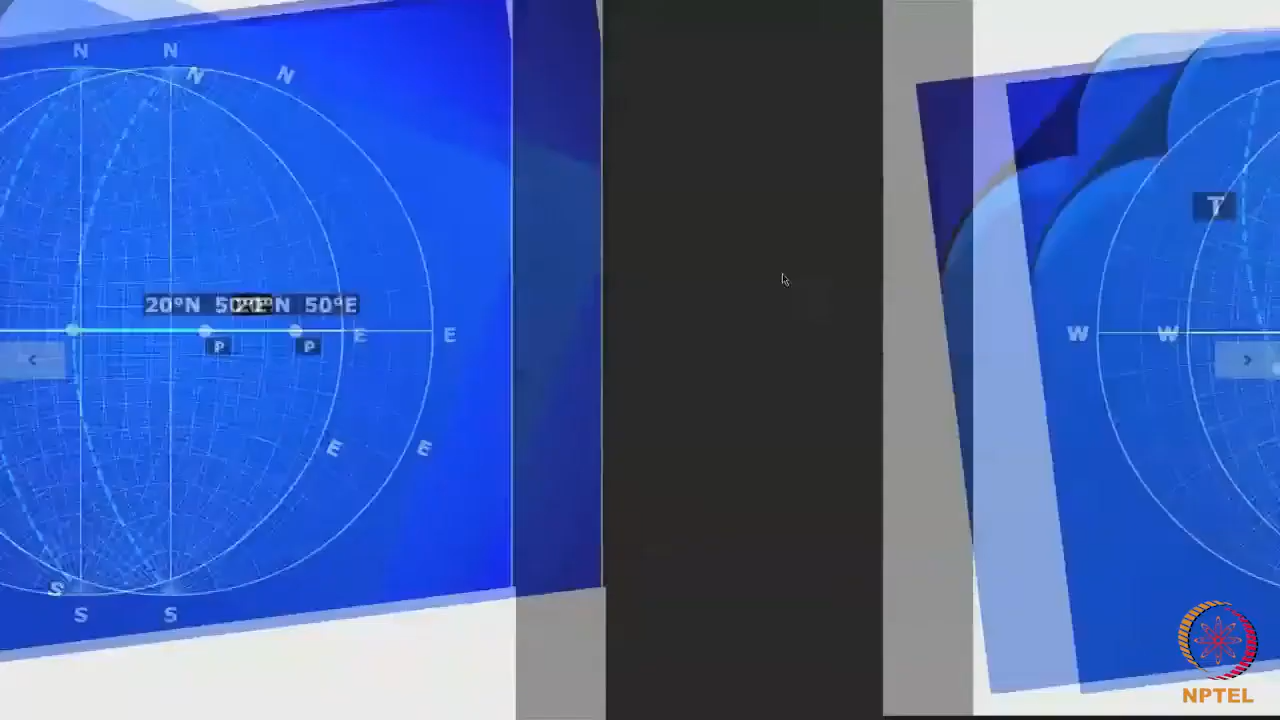 N N
N N
T
20°N 50°E N 50°E
W W
E E
P P
< >
E E
S
S S
NPTEL